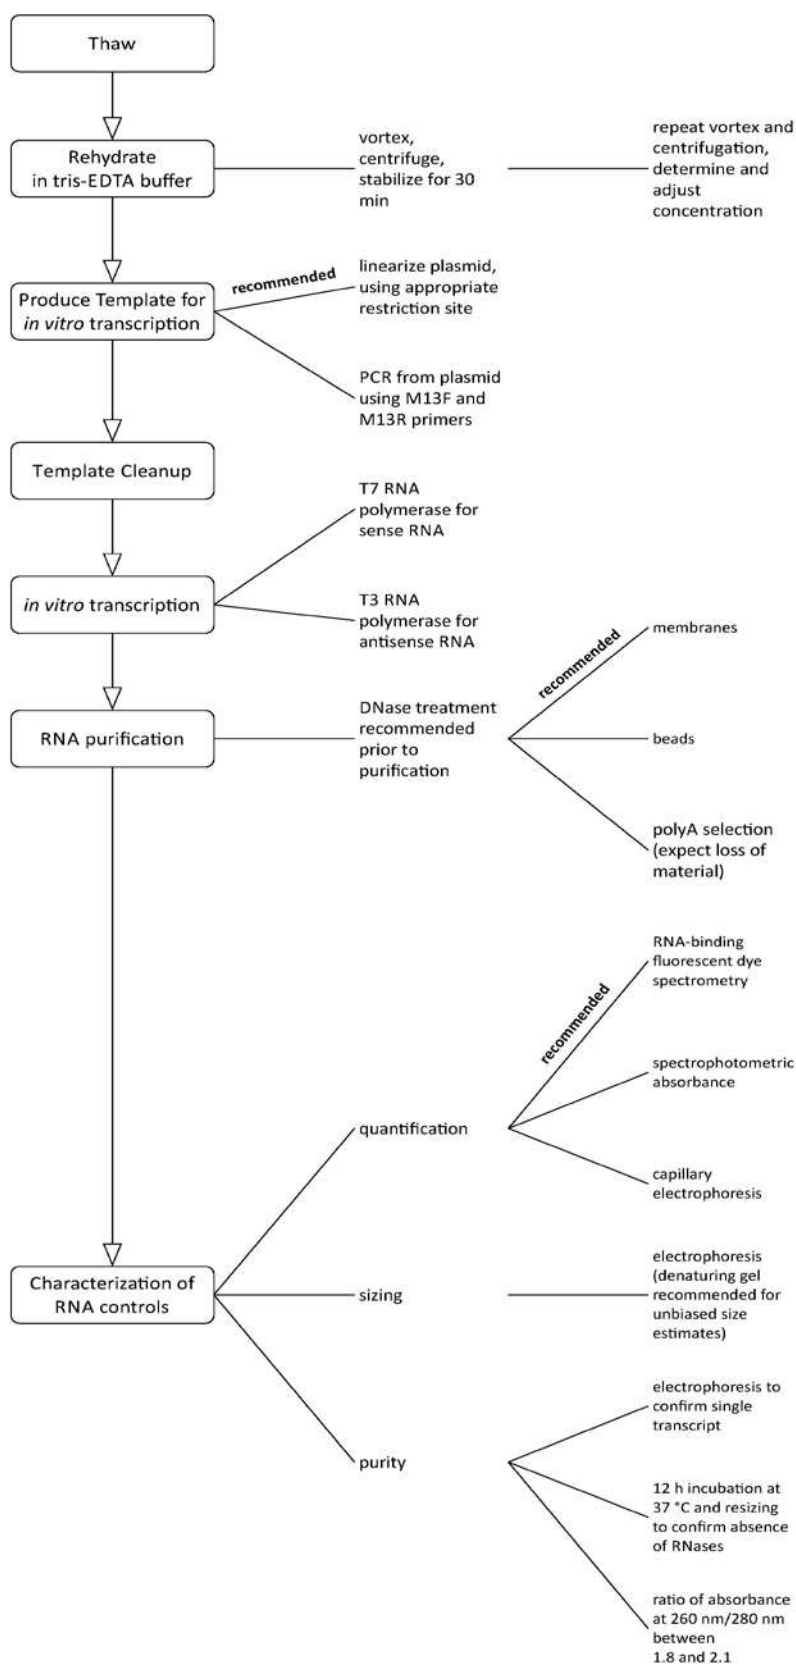 Thaw
Rehydrate
in tris-EDTA buffer
vortex,
centrifuge,
stabilize for 30
min
repeat vortex and
centrifugation,
determine and
adjust
concentration
Produce Template for
in vitro transcription
recommended
linearize plasmid,
using appropriate
restriction site
PCR from plasmid
using M13F and
M13R primers
Template Cleanup
in vitro transcription
T7 RNA
polymerase for
sense RNA
T3 RNA
polymerase for
antisense RNA
RNA purification
DNase treatment
recommended
prior to
purification
recommended
membranes
beads
polyA selection
(expect loss of
material)
Characterization of
RNA controls
quantification
recommended
RNA-binding
fluorescent dye
spectrometry
spectrophotometric
absorbance
capillary
electrophoresis
sizing
electrophoresis
(denaturing gel
recommended for
unbiased size
estimates)
purity
electrophoresis to
confirm single
transcript
12 h incubation at
37 °C and resizing
to confirm absence
of RNases
ratio of absorbance
at 260 nm/280 nm
between
1.8 and 2.1